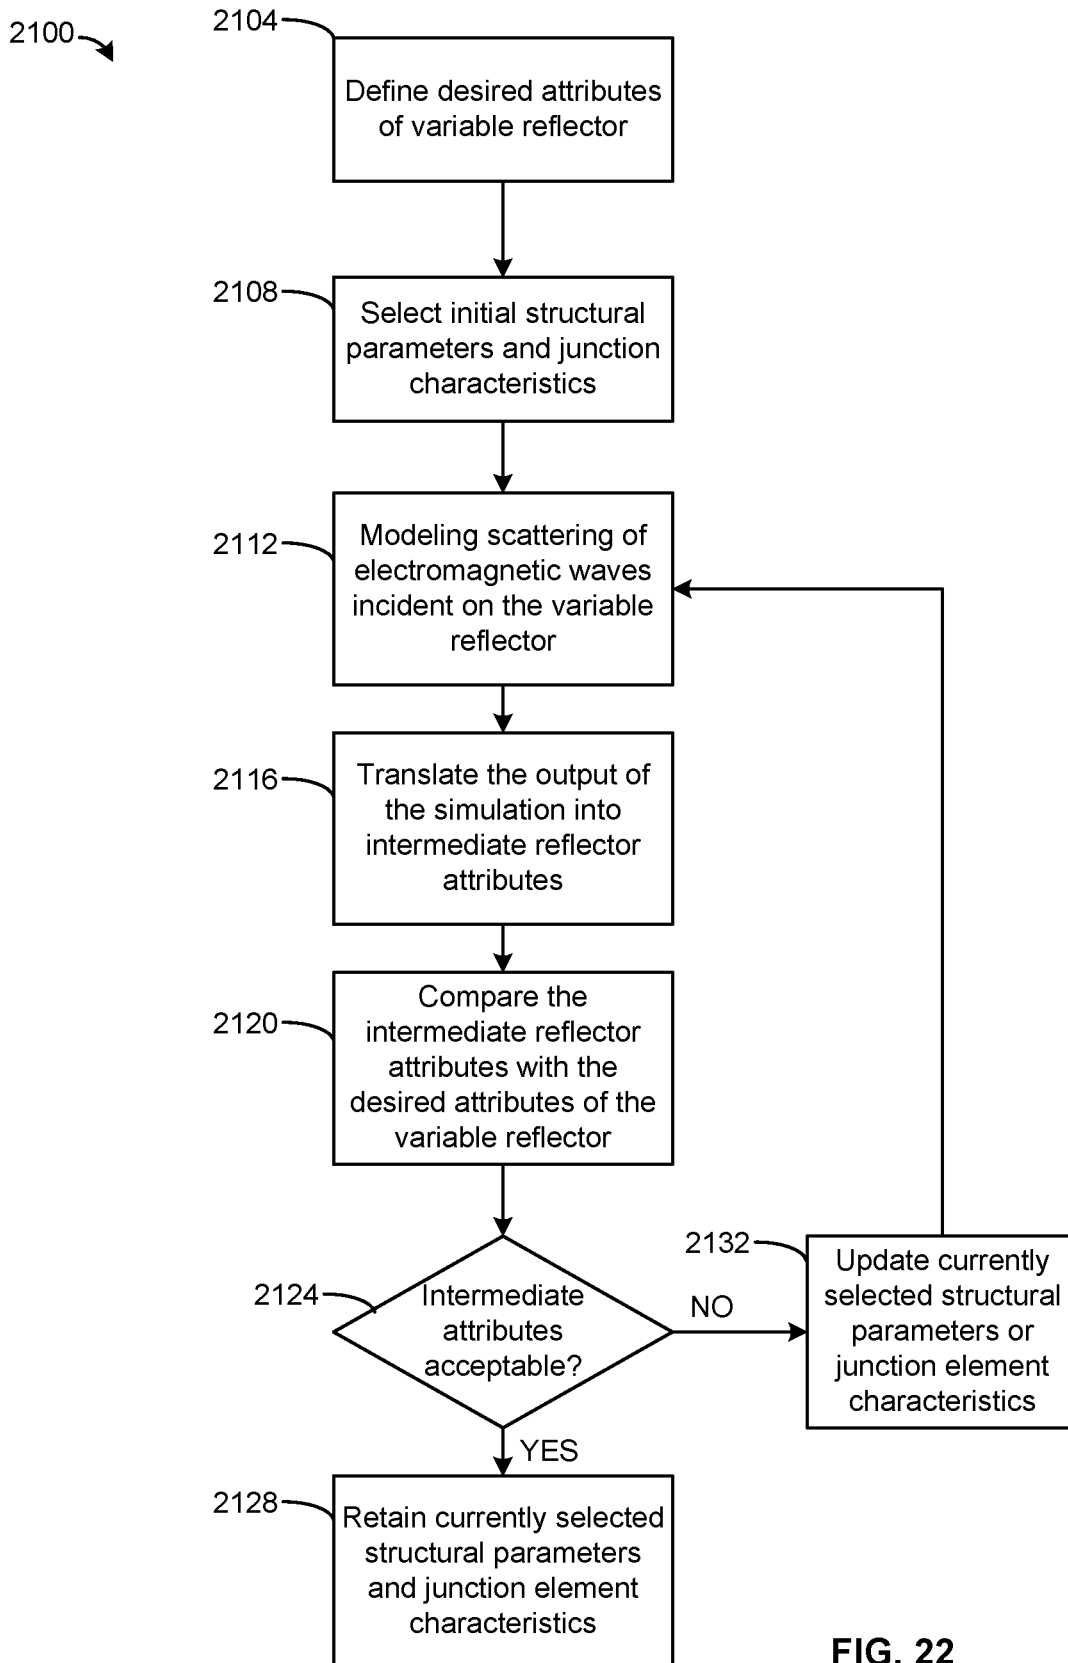 2100
2104
Define desired attributes
of variable reflector
2108
Select initial structural
parameters and junction
characteristics
2112
Modeling scattering of
electromagnetic waves
incident on the variable
reflector
2116
Translate the output of
the simulation into
intermediate reflector
attributes
2120
Compare the
intermediate reflector
attributes with the
desired attributes of the
variable reflector
2124
Intermediate
attributes
acceptable?
NO
2132
Update currently
selected structural
parameters or
junction element
characteristics
YES
2128
Retain currently selected
structural parameters
and junction element
characteristics
FIG. 22